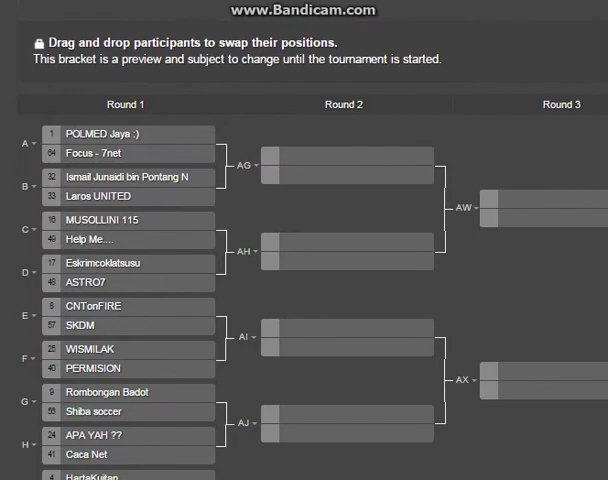 www.Bandicam.com
Drag and drop participants to swap their positions.
This bracket is a preview and subject to change until the tournament is started.
Round 1 Round 2 Round 3
A
1 POLMED Jaya :)
64 Focus - 7net
B
32 Ismail Junaidi bin Pontang N
33 Laros UNITED
AG
C
16 MUSOLLINI 115
49 Help Me....
D
17 Eskrimcoklatsusu
48 ASTRO7
AH
AW
E
8 CNTonFIRE
57 SKDM
F
25 WISMILAK
40 PERMISION
AI
G
9 Rombongan Badot
56 Shiba soccer
H
24 APA YAH ??
41 Caca Net
AJ
AX
4 HartaKuitan